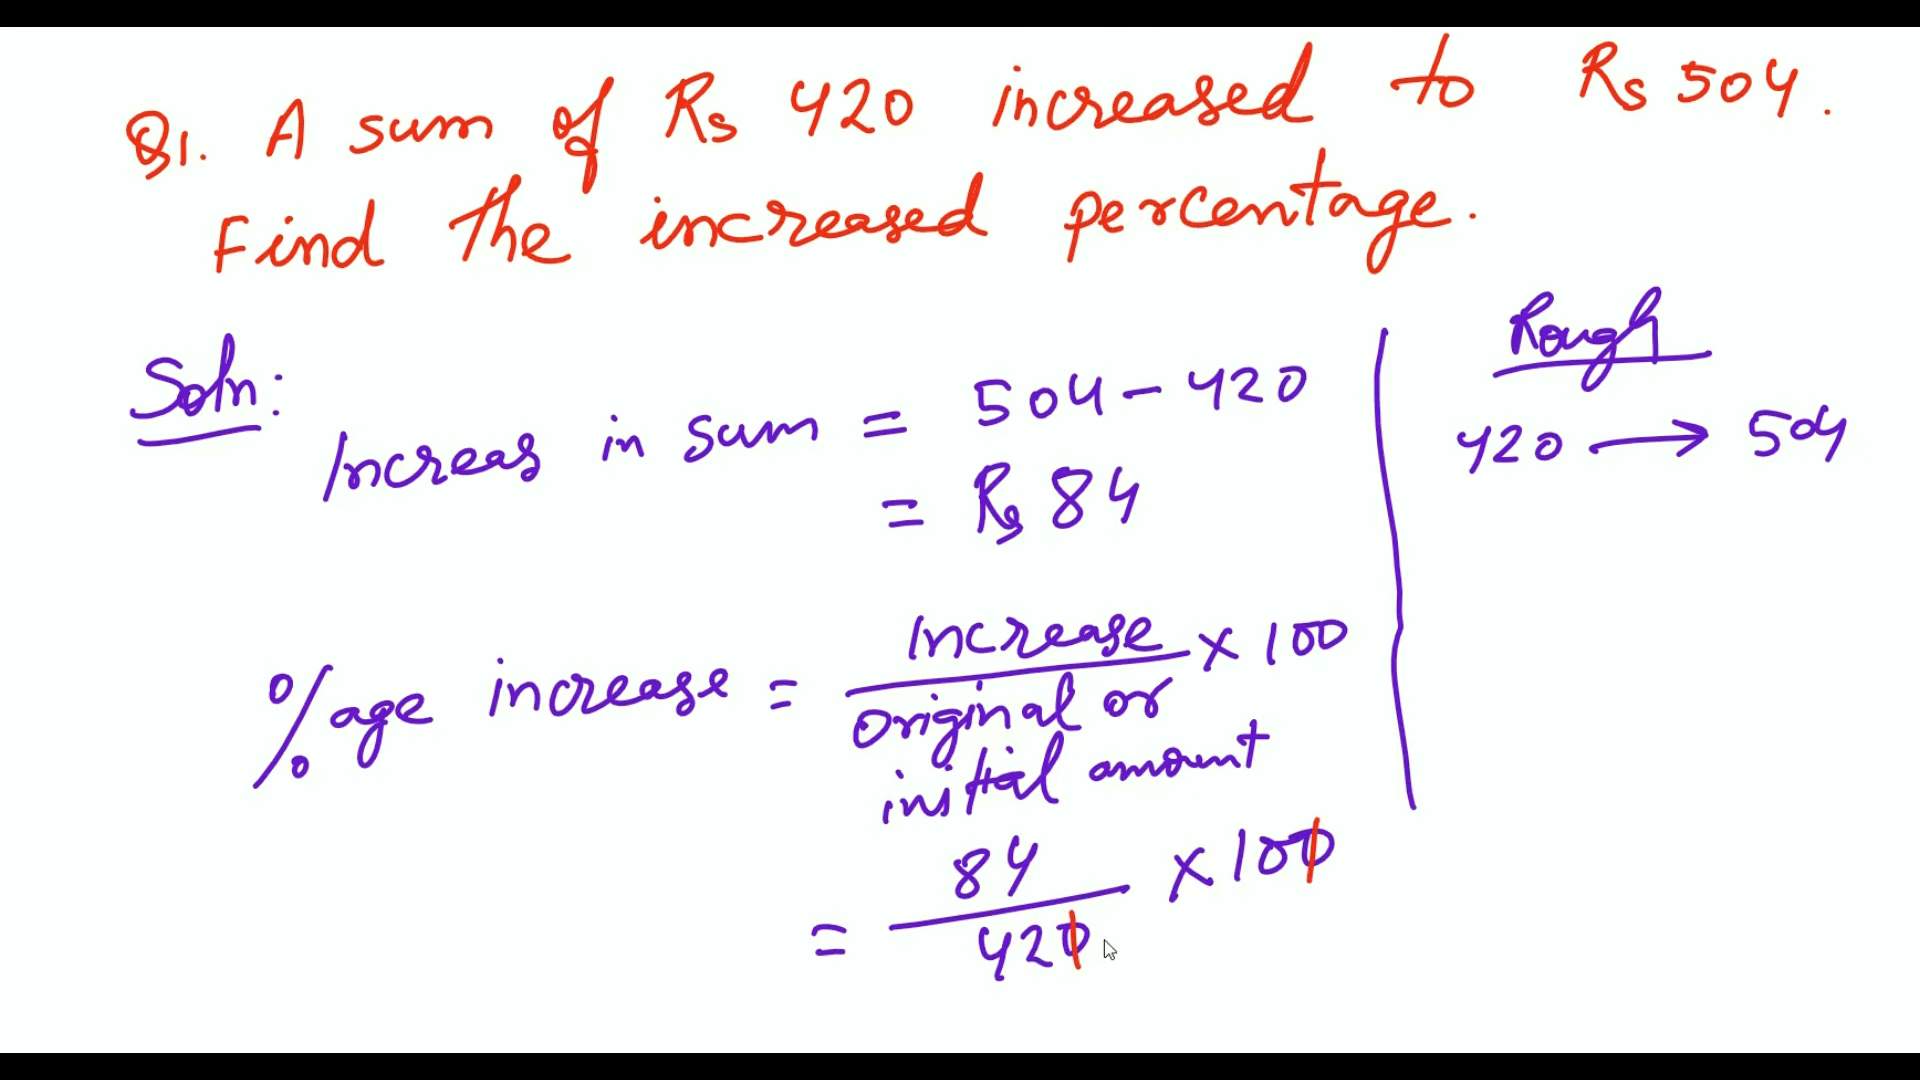 Q1. A sum of Rs 420 increased to Rs 504.
Find the increased percentage.
Soln:
Increas in sum = 504 - 420
= Rs 84
%age increase = Increase / original or initial amount × 100
= 84 / 420 × 100
Rough
420 → 504